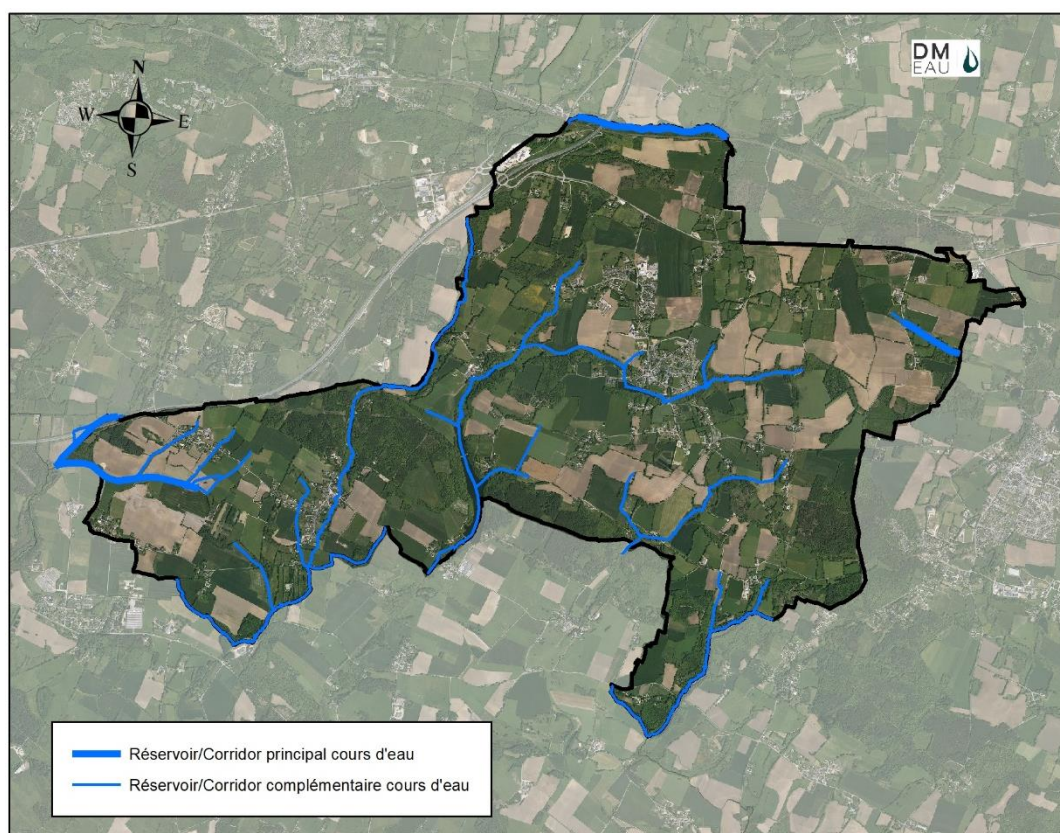 DM
EAU
N
W
E
S
Réservoir/Corridor principal cours d'eau
Réservoir/Corridor complémentaire cours d'eau